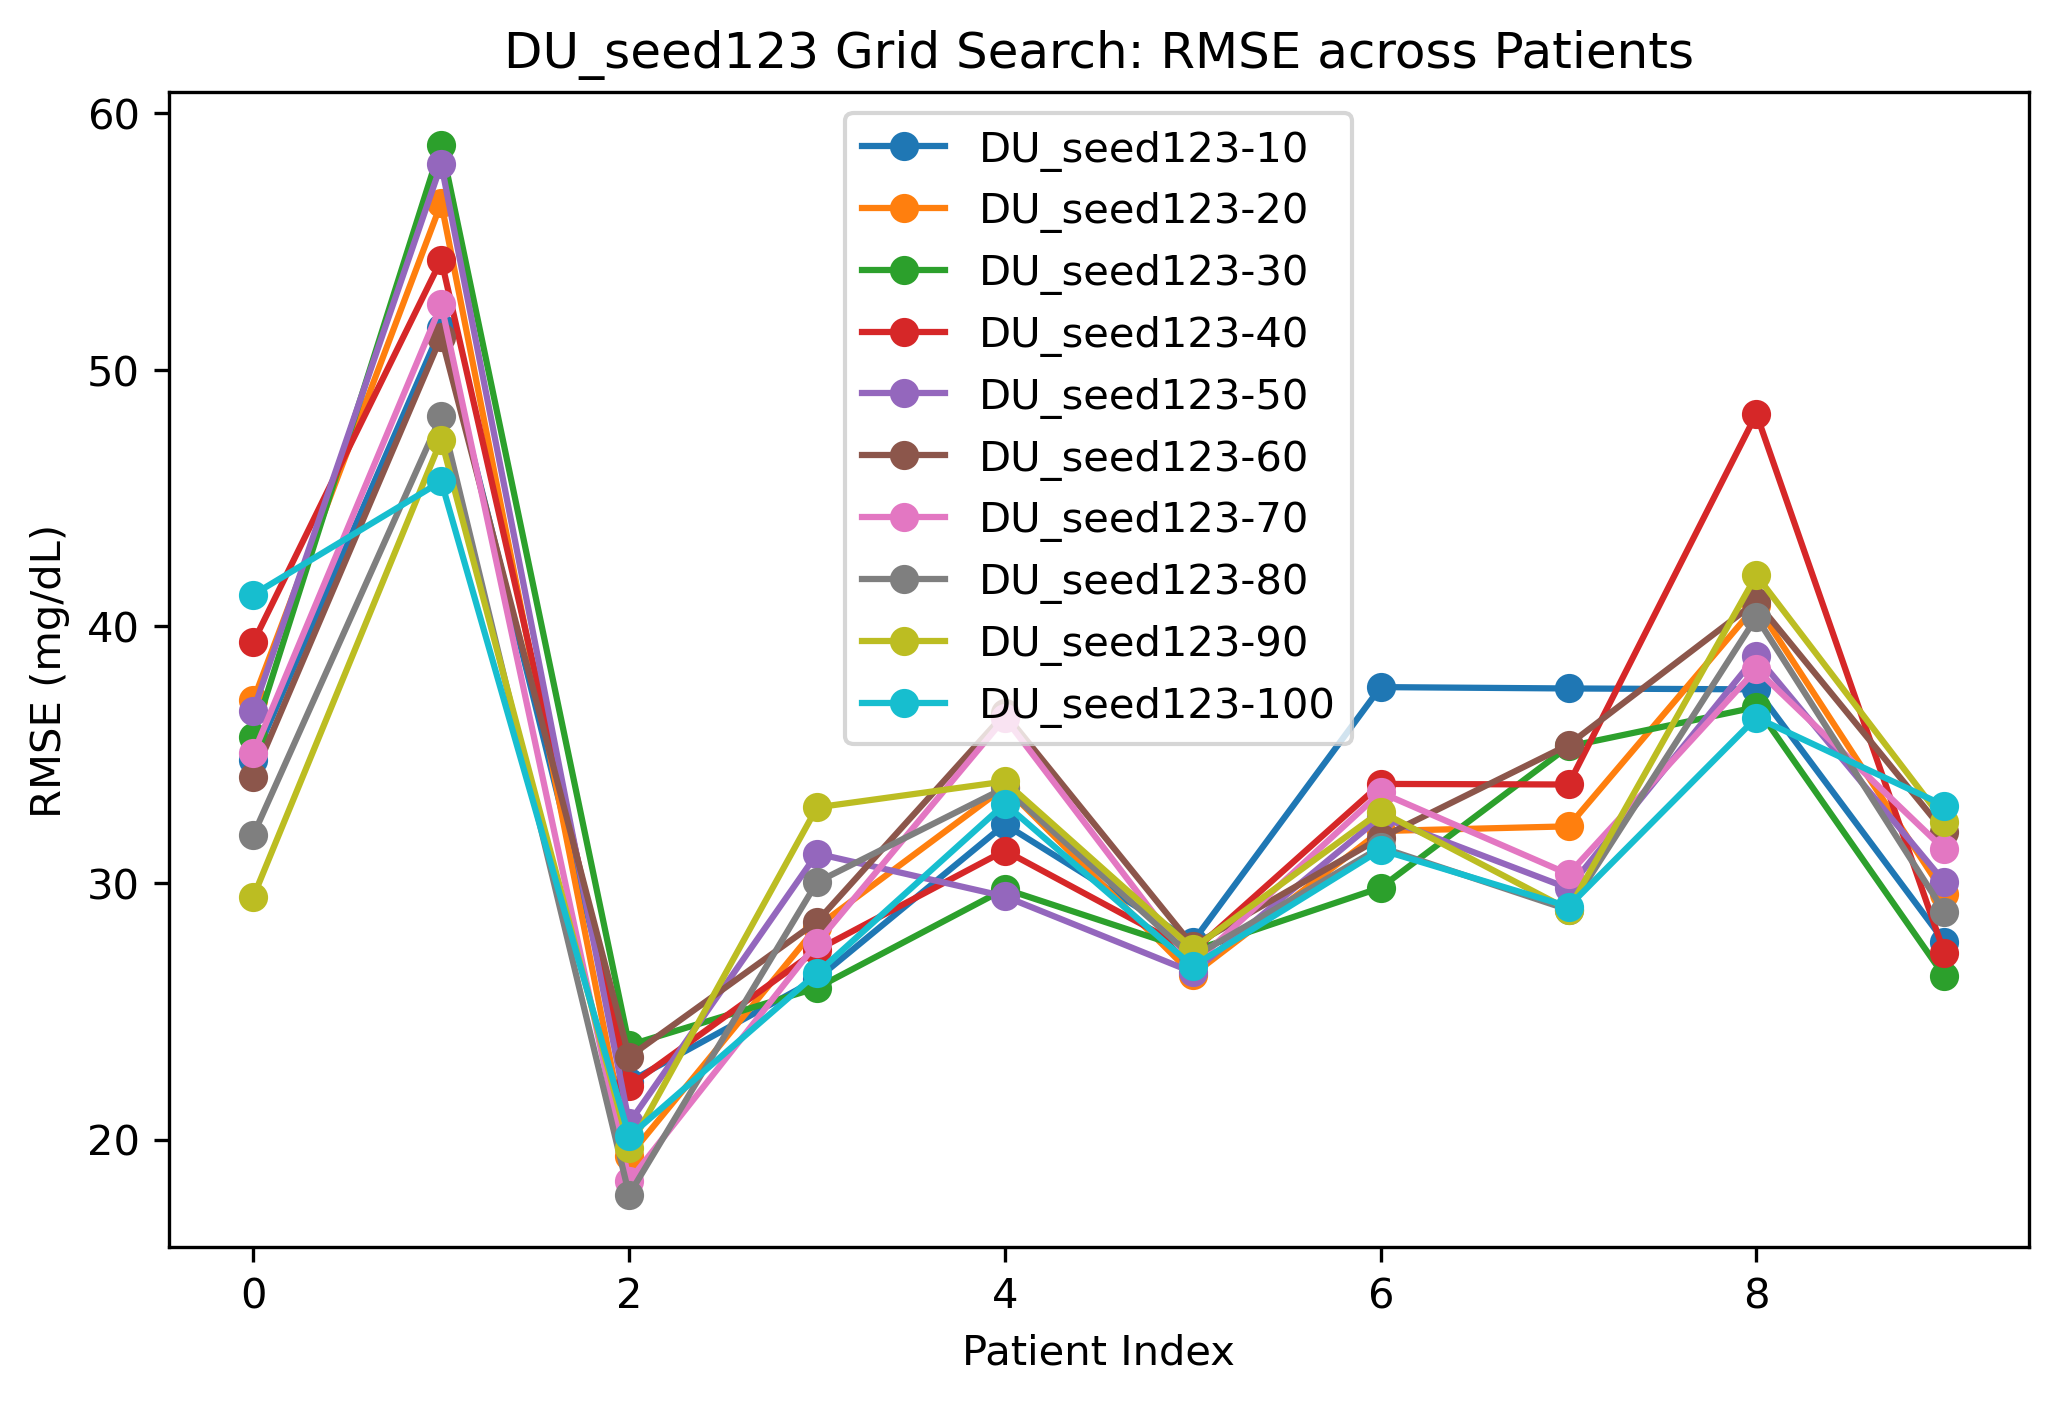 DU_seed123 Grid Search: RMSE across Patients
RMSE (mg/dL)
60
50
40
30
20
DU_seed123-10
DU_seed123-20
DU_seed123-30
DU_seed123-40
DU_seed123-50
DU_seed123-60
DU_seed123-70
DU_seed123-80
DU_seed123-90
DU_seed123-100
0 2 4 6 8
Patient Index